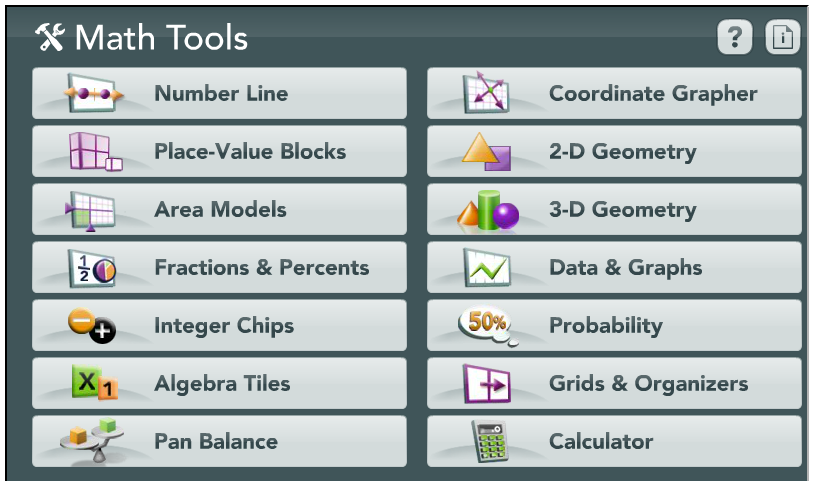 Math Tools
?
i
Number Line
Coordinate Grapher
Place-Value Blocks
2-D Geometry
Area Models
3-D Geometry
1/2
Fractions & Percents
Data & Graphs
Integer Chips
50%
Probability
X 1
Algebra Tiles
Grids & Organizers
Pan Balance
Calculator